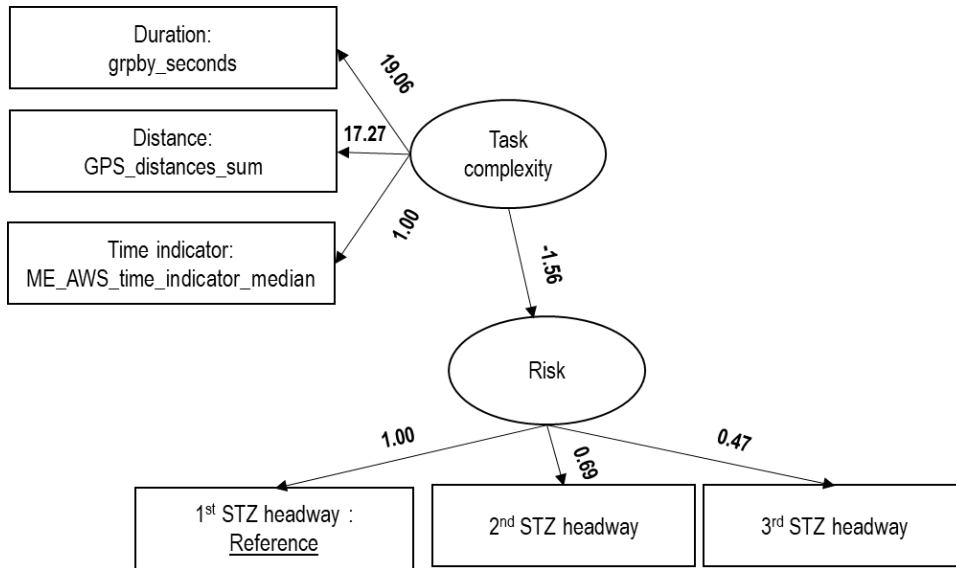 Duration:
grpby_seconds
19.06
Distance:
GPS_distances_sum
17.27
Task
complexity
Time indicator:
ME_AWS_time_indicator_median
1.00
-1.56
Risk
1.00
0.69
0.47
1st STZ headway :
Reference
2nd STZ headway
3rd STZ headway